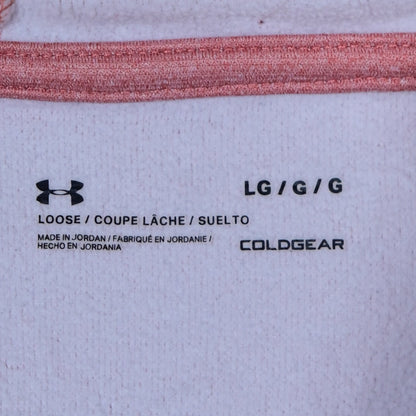 LG / G / G
LOOSE / COUPE LÂCHE / SUELTO
MADE IN JORDAN / FABRIQUÉ EN JORDANIE /
HECHO EN JORDANIA
COLDGEAR